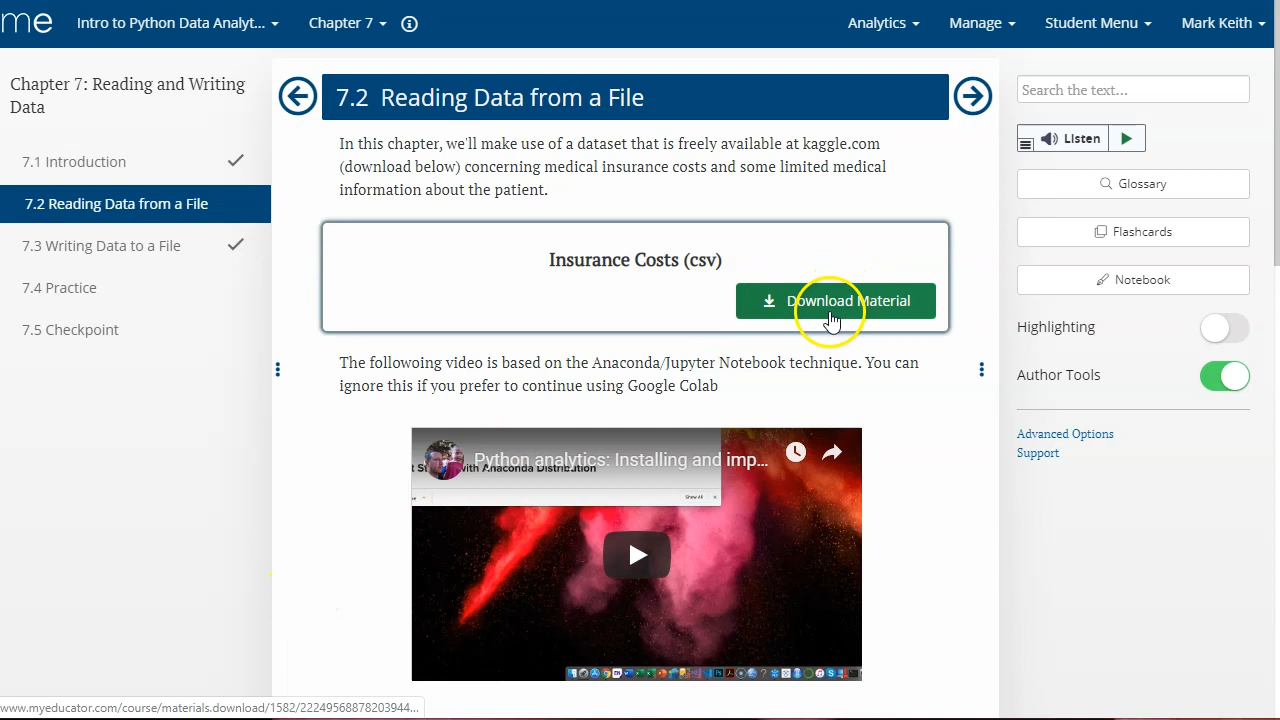 me
Intro to Python Data Analyt...
Chapter 7
Analytics
Manage
Student Menu
Mark Keith
Chapter 7: Reading and Writing
Data
7.1 Introduction
7.2 Reading Data from a File
7.3 Writing Data to a File
7.4 Practice
7.5 Checkpoint
7.2 Reading Data from a File
In this chapter, we'll make use of a dataset that is freely available at kaggle.com
(download below) concerning medical insurance costs and some limited medical
information about the patient.
Insurance Costs (csv)
Download Material
The followoing video is based on the Anaconda/Jupyter Notebook technique. You can
ignore this if you prefer to continue using Google Colab
Python analytics: Installing and imp...
t S with Anaconda Distribution
Show All
Search the text...
Listen
Glossary
Flashcards
Notebook
Highlighting
Author Tools
Advanced Options
Support
www.myeducator.com/course/materials.download/1582/22249568878203944...